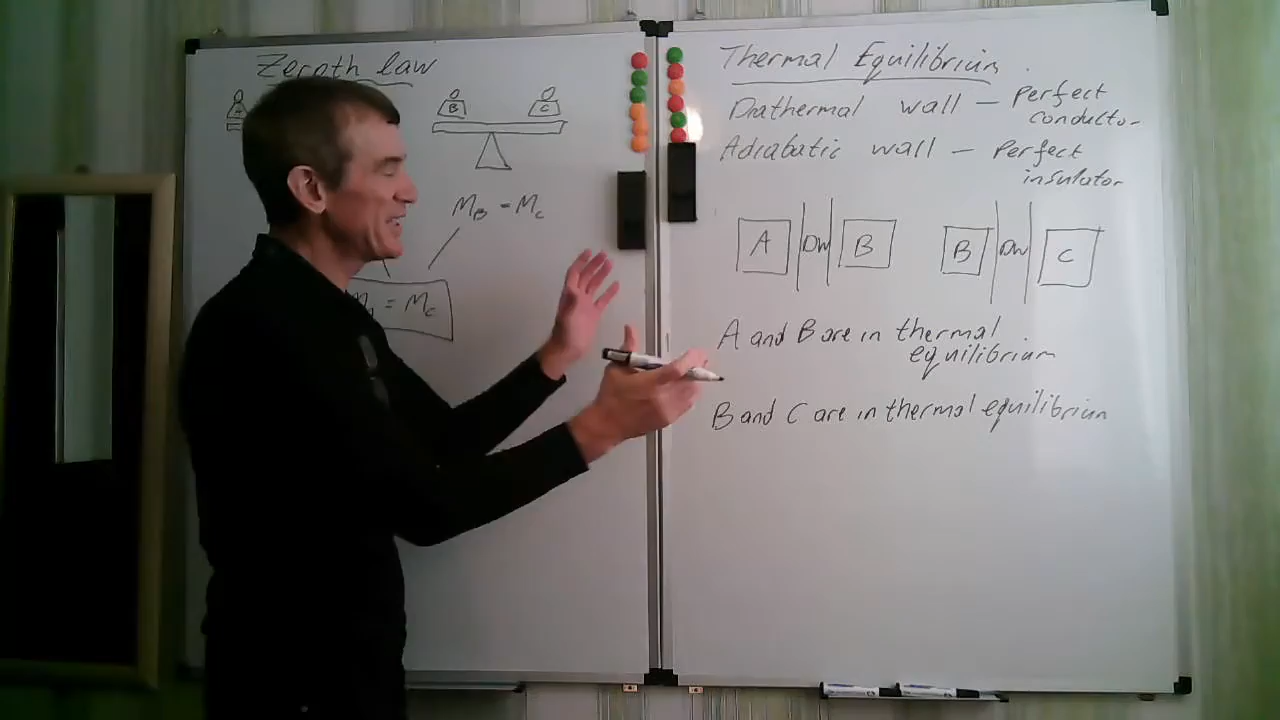 Zeroth law
B C
M_B = M_C
= M_C
Thermal Equilibrium
Diathermal wall – Perfect
conductor
Adiabatic wall – Perfect
insulator
A DW B B DW C
A and B are in thermal
equilibrium
B and C are in thermal equilibrium